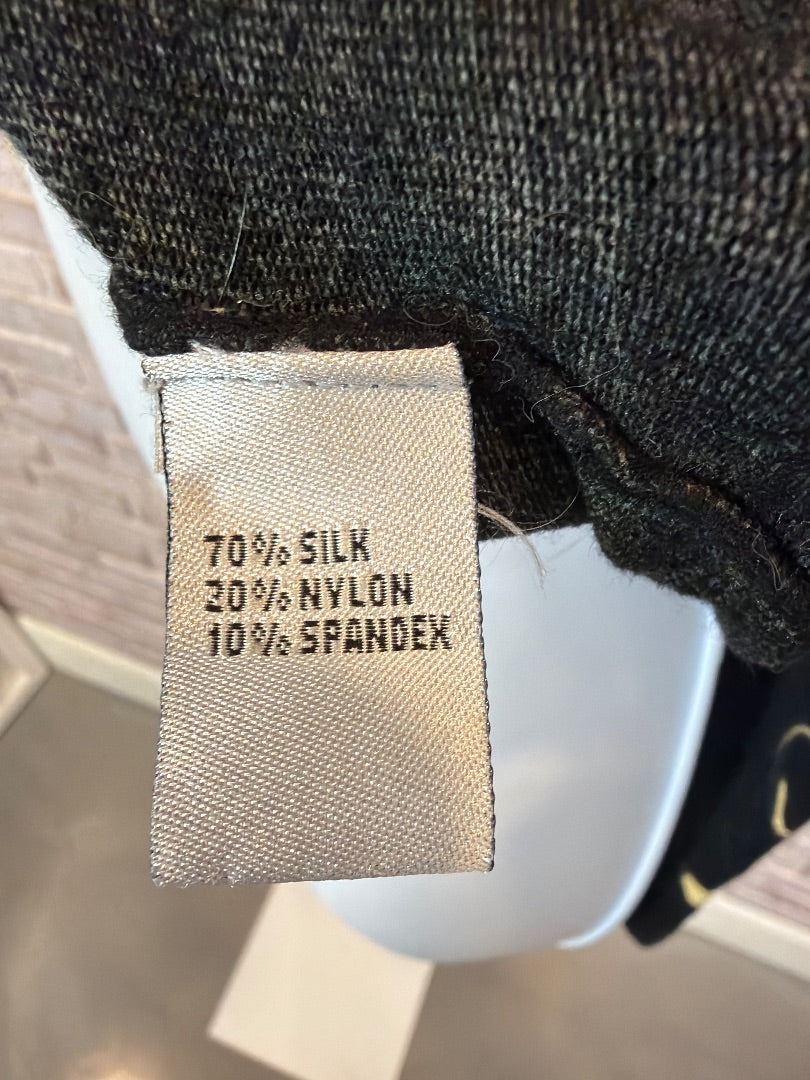 70% SILK
20% NYLON
10% SPANDEX